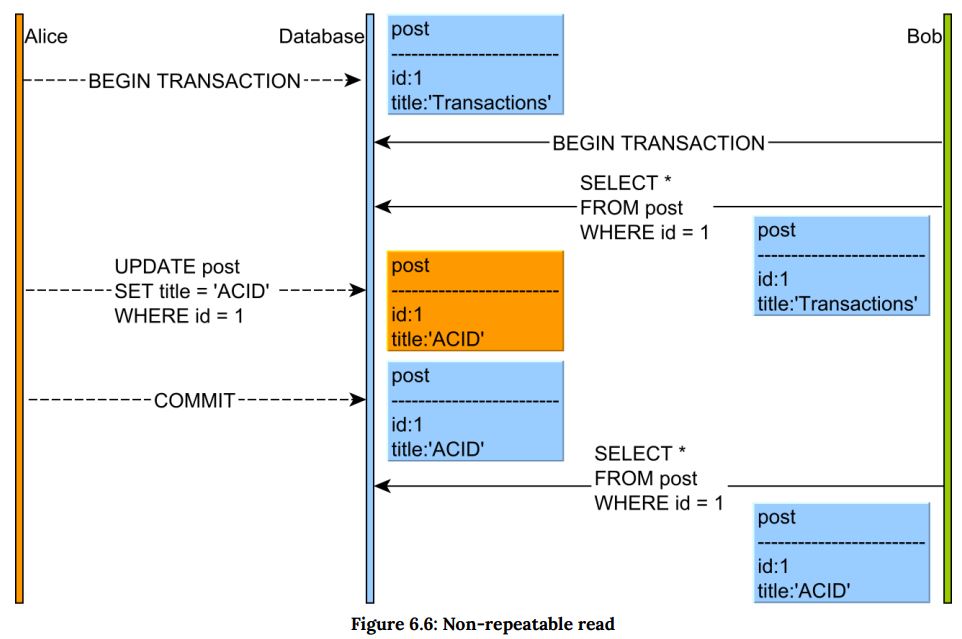 Alice
Database
Bob
post
----------------------------
id:1
title:'Transactions'
BEGIN TRANSACTION
BEGIN TRANSACTION
SELECT *
FROM post
WHERE id = 1
post
----------------------------
id:1
title:'Transactions'
UPDATE post
SET title = 'ACID'
WHERE id = 1
post
----------------------------
id:1
title:'ACID'
COMMIT
post
----------------------------
id:1
title:'ACID'
SELECT *
FROM post
WHERE id = 1
post
----------------------------
id:1
title:'ACID'
Figure 6.6: Non-repeatable read